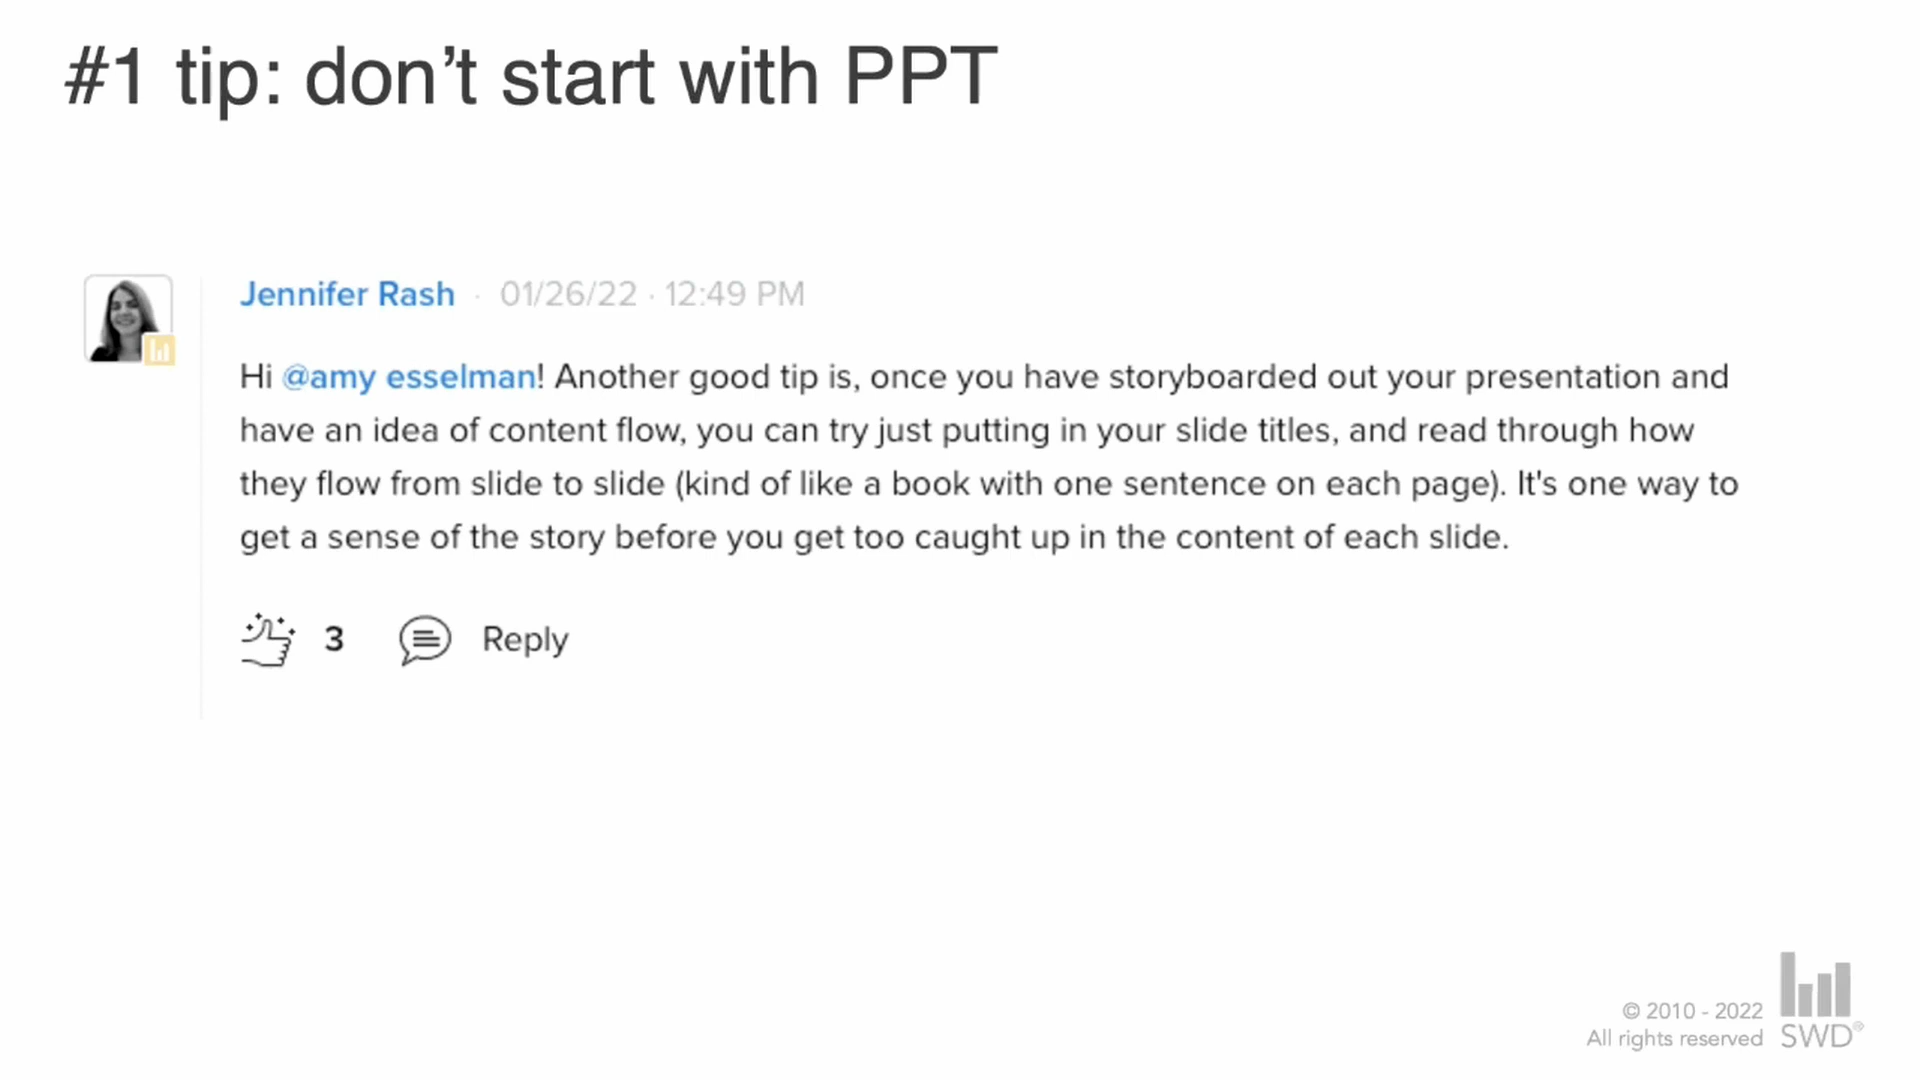 #1 tip: don’t start with PPT
Jennifer Rash · 01/26/22 · 12:49 PM
Hi @amy esselman! Another good tip is, once you have storyboarded out your presentation and
have an idea of content flow, you can try just putting in your slide titles, and read through how
they flow from slide to slide (kind of like a book with one sentence on each page). It's one way to
get a sense of the story before you get too caught up in the content of each slide.
3 Reply
© 2010 - 2022
All rights reserved
SWD®